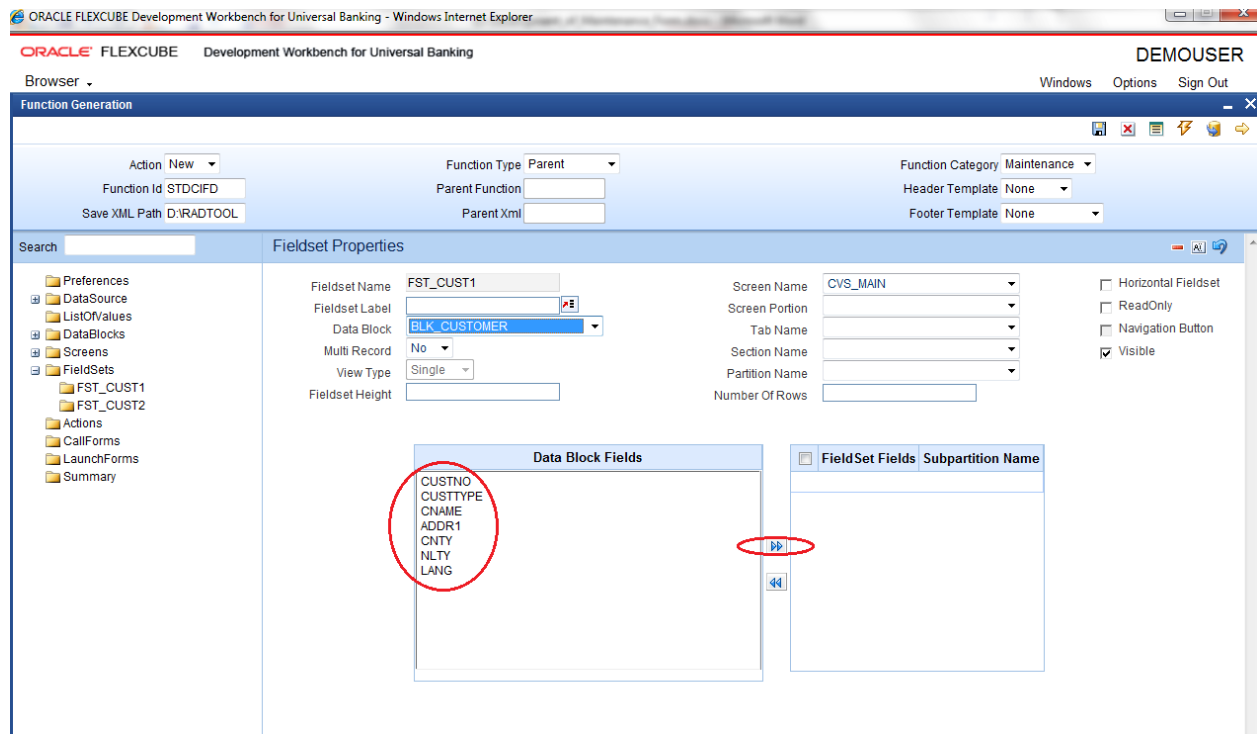 ORACLE FLEXCUBE Development Workbench for Universal Banking - Windows Internet Explorer
ORACLE FLEXCUBE Development Workbench for Universal Banking
DEMOUSER
Browser
Windows Options Sign Out
Function Generation
Action New Function Type Parent Function Category Maintenance
Function Id STDCIFD Parent Function Header Template None
Save XML Path D:\RADTOOL Parent Xml Footer Template None
Search
Fieldset Properties
Preferences
DataSource
ListOfValues
DataBlocks
Screens
FieldSets
FST_CUST1
FST_CUST2
Actions
CallForms
LaunchForms
Summary
Fieldset Name FST_CUST1
Fieldset Label
Data Block BLK_CUSTOMER
Multi Record No
View Type Single
Fieldset Height
Screen Name CVS_MAIN
Screen Portion
Tab Name
Section Name
Partition Name
Number Of Rows
Horizontal Fieldset
ReadOnly
Navigation Button
Visible
Data Block Fields
CUSTNO
CUSTTYPE
CNAME
ADDR1
CNTY
NLTY
LANG
FieldSet Fields Subpartition Name